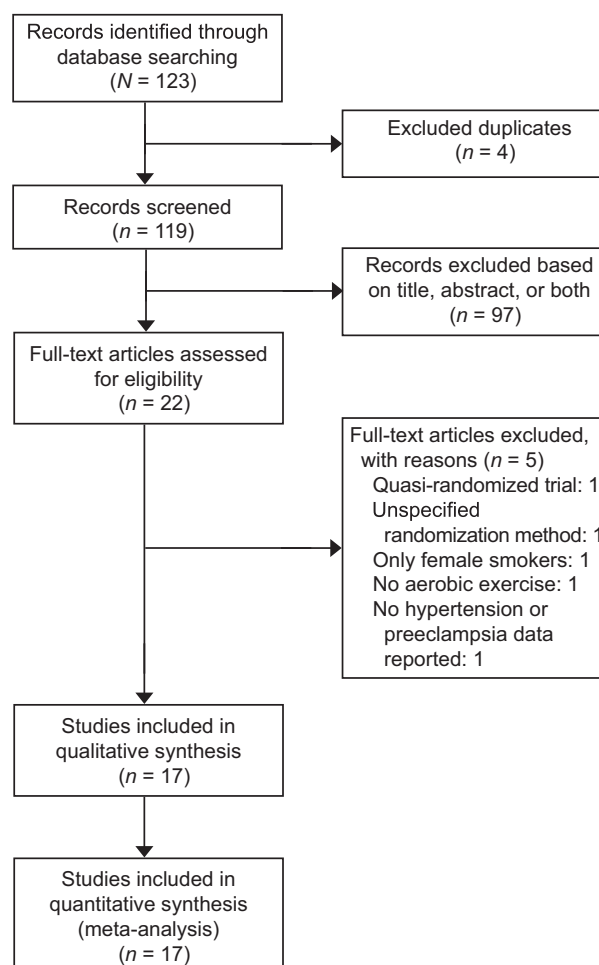 Records identified through
database searching
(N = 123)
Excluded duplicates
(n = 4)
Records screened
(n = 119)
Records excluded based
on title, abstract, or both
(n = 97)
Full-text articles assessed
for eligibility
(n = 22)
Full-text articles excluded,
with reasons (n = 5)
Quasi-randomized trial: 1
Unspecified
randomization method: 1
Only female smokers: 1
No aerobic exercise: 1
No hypertension or
preeclampsia data
reported: 1
Studies included in
qualitative synthesis
(n = 17)
Studies included in
quantitative synthesis
(meta-analysis)
(n = 17)